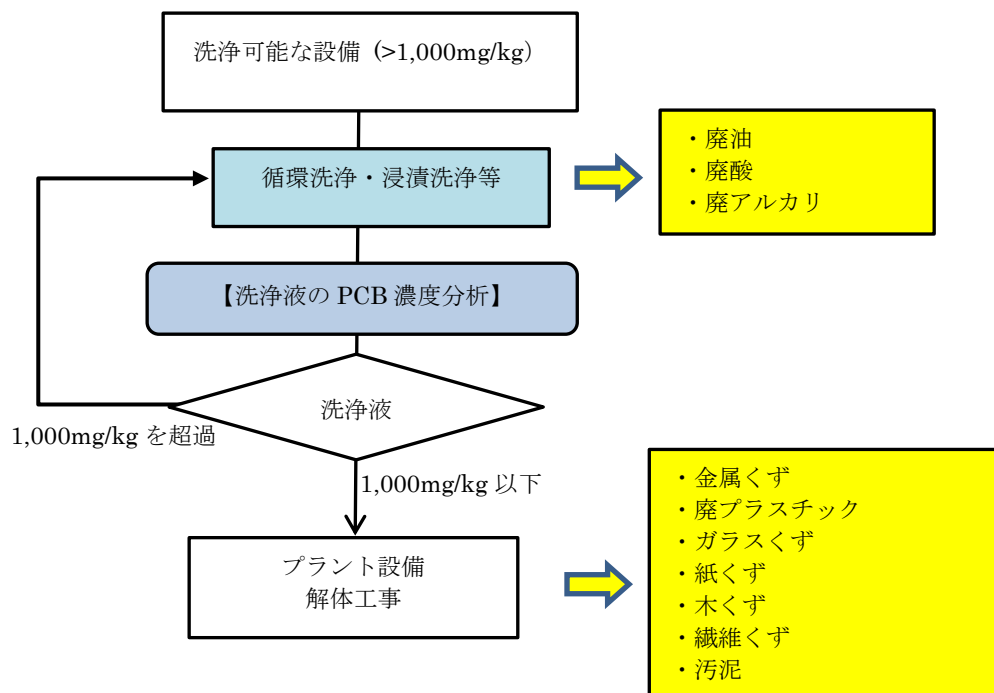 洗浄可能な設備（>1,000mg/kg）
循環洗浄・浸漬洗浄等
・廃油
・廃酸
・廃アルカリ
【洗浄液の PCB 濃度分析】
洗浄液
1,000mg/kg を超過
1,000mg/kg 以下
プラント設備
解体工事
・金属くず
・廃プラスチック
・ガラスくず
・紙くず
・木くず
・繊維くず
・汚泥